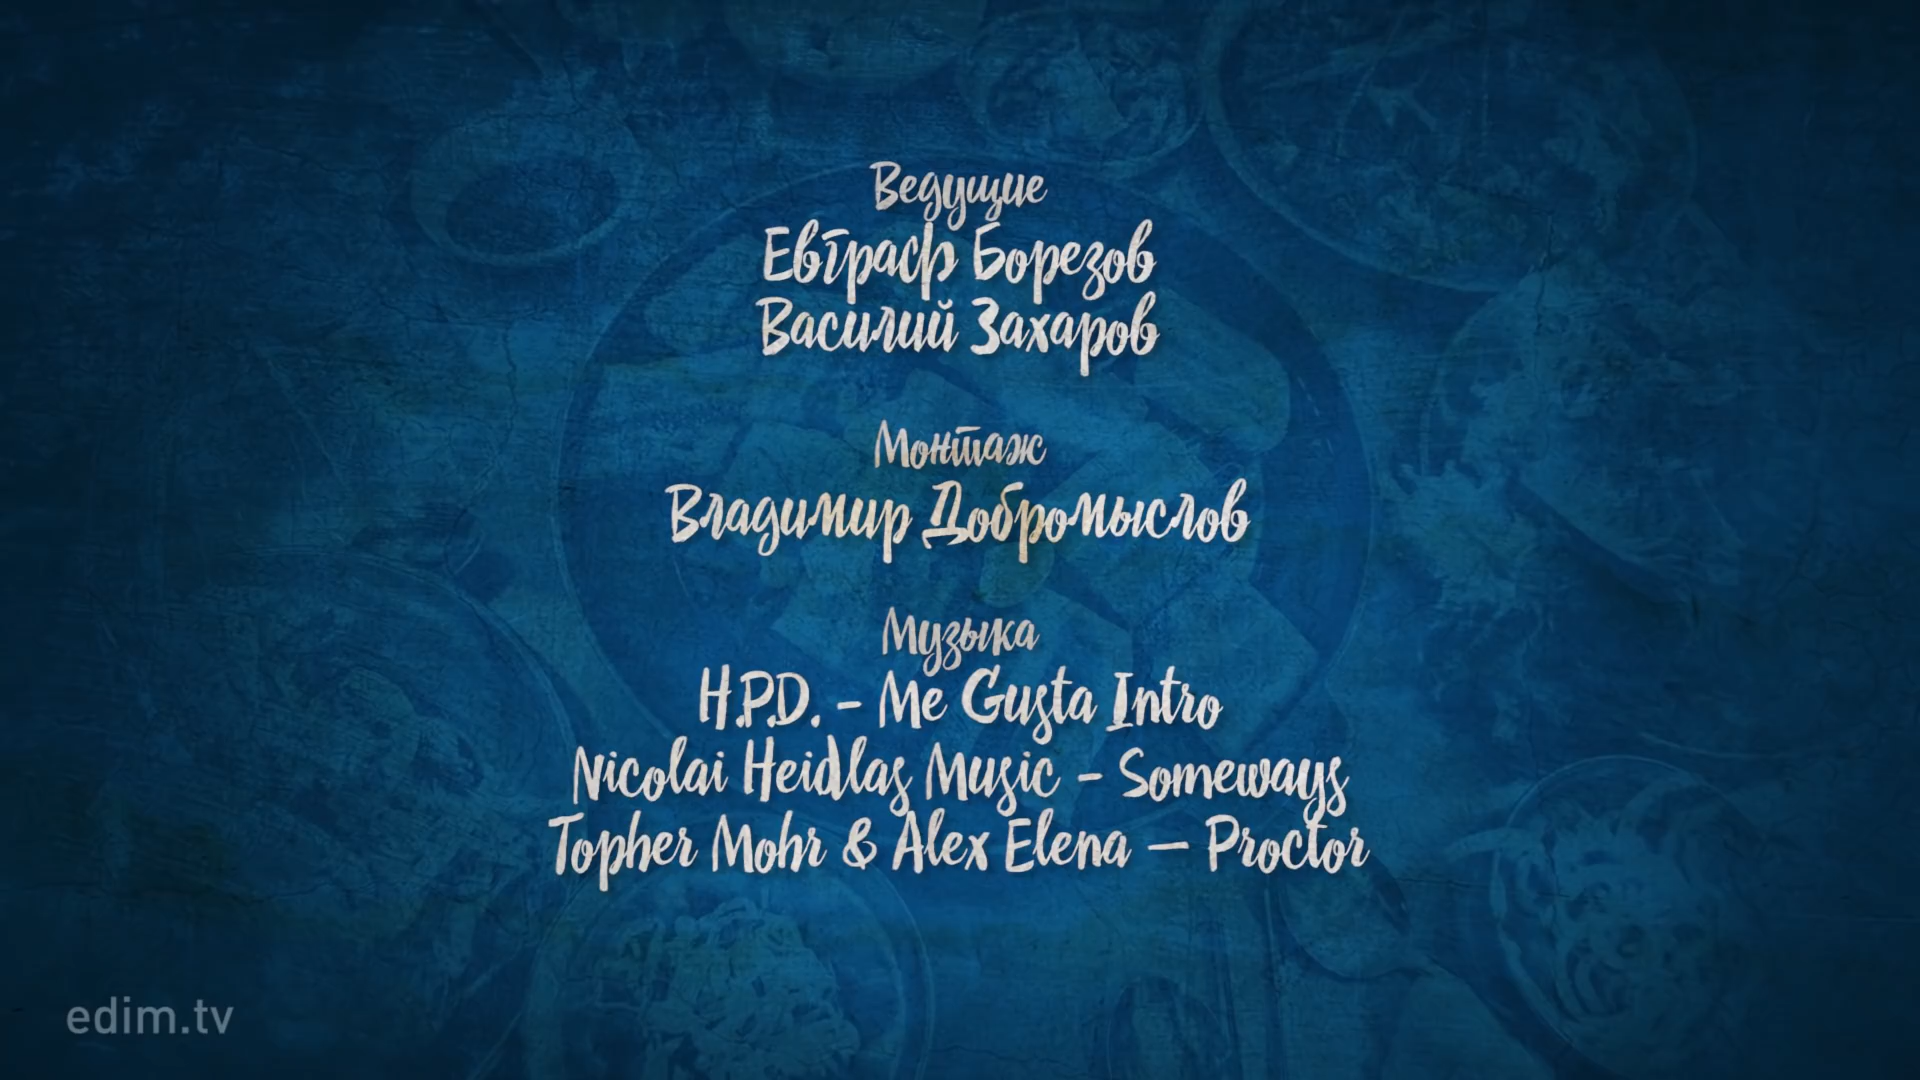 Ведущие
Евграф Борезов
Василий Захаров
Монтаж
Владимир Добромыслов
Музыка
H.P.D. – Me Gusta Intro
Nicolai Heidlas Music – Someways
Topher Mohr & Alex Elena — Proctor
edim.tv